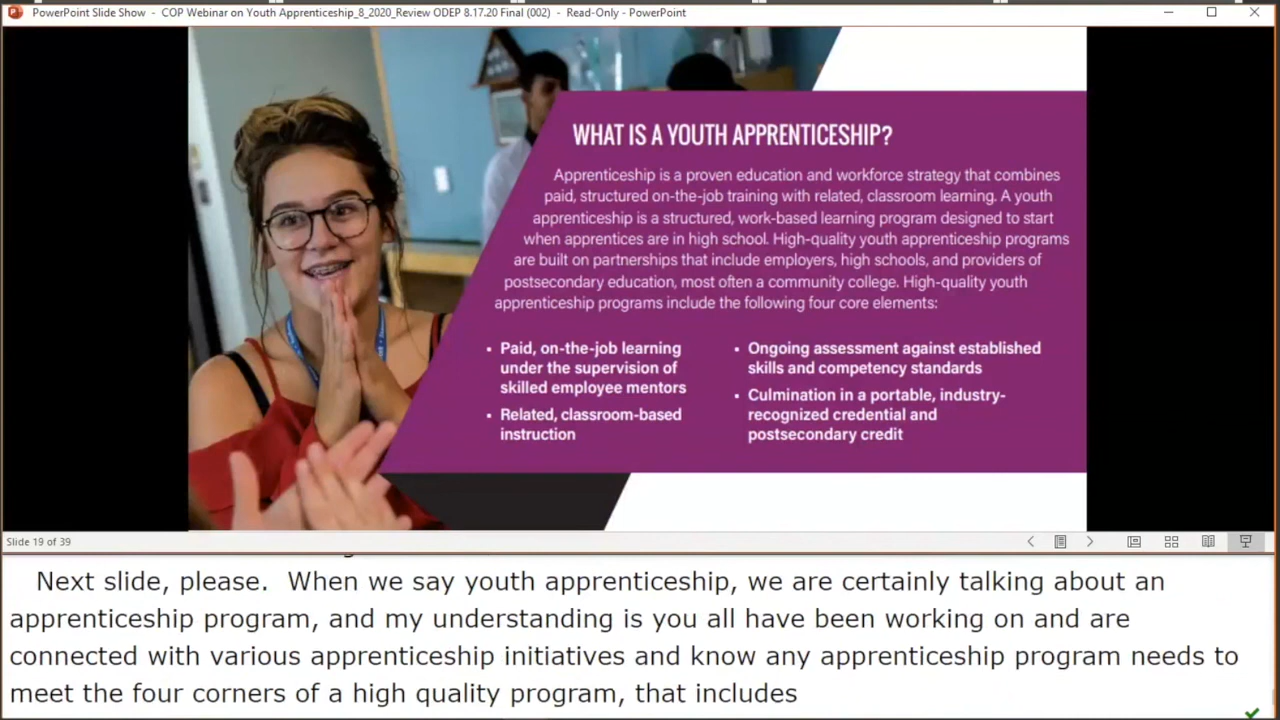 PowerPoint Slide Show - COP Webinar on Youth Apprenticeship_8_2020_Review ODEP 8.17.20 Final (002) - Read-Only - PowerPoint
WHAT IS A YOUTH APPRENTICESHIP?
Apprenticeship is a proven education and workforce strategy that combines
paid, structured on-the-job training with related, classroom learning. A youth
apprenticeship is a structured, work-based learning program designed to start
when apprentices are in high school. High-quality youth apprenticeship programs
are built on partnerships that include employers, high schools, and providers of
postsecondary education, most often a community college. High-quality youth
apprenticeship programs include the following four core elements:
• Paid, on-the-job learning
under the supervision of
skilled employee mentors
• Related, classroom-based
instruction
• Ongoing assessment against established
skills and competency standards
• Culmination in a portable, industry-
recognized credential and
postsecondary credit
Slide 19 of 39
Next slide, please. When we say youth apprenticeship, we are certainly talking about an
apprenticeship program, and my understanding is you all have been working on and are
connected with various apprenticeship initiatives and know any apprenticeship program needs to
meet the four corners of a high quality program, that includes